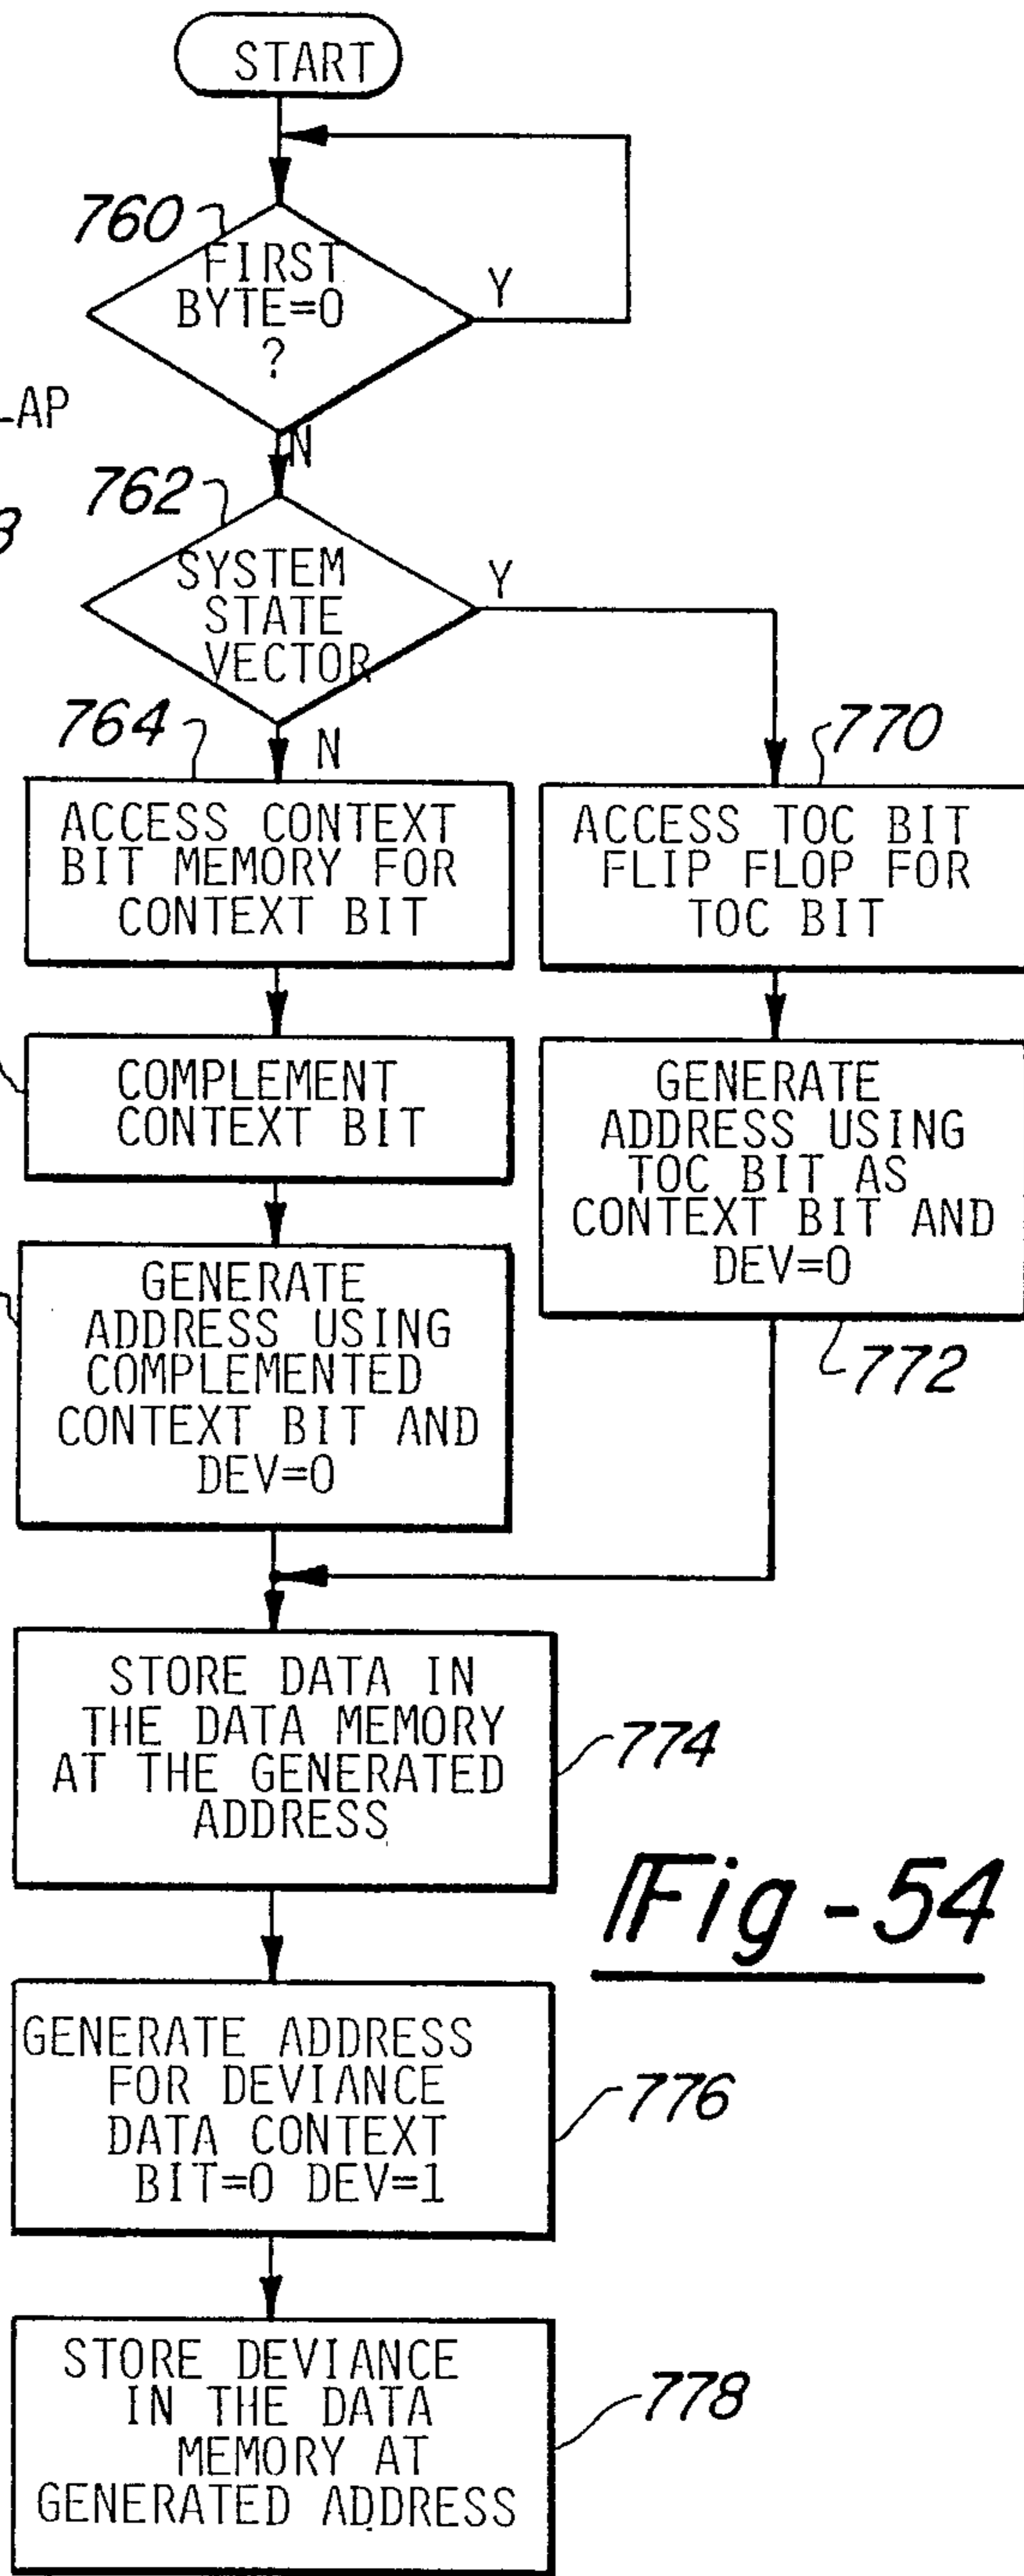 START
760
FIRST
BYTE=0
?
Y
N
762
SYSTEM
STATE
VECTOR
Y
764
N
770
ACCESS CONTEXT
BIT MEMORY FOR
CONTEXT BIT
ACCESS TOC BIT
FLIP FLOP FOR
TOC BIT
COMPLEMENT
CONTEXT BIT
GENERATE
ADDRESS USING
TOC BIT AS
CONTEXT BIT AND
DEV=0
772
GENERATE
ADDRESS USING
COMPLEMENTED
CONTEXT BIT AND
DEV=0
STORE DATA IN
THE DATA MEMORY
AT THE GENERATED
ADDRESS
774
Fig-54
GENERATE ADDRESS
FOR DEVIANCE
DATA CONTEXT
BIT=0 DEV=1
776
STORE DEVIANCE
IN THE DATA
MEMORY AT
GENERATED ADDRESS
778